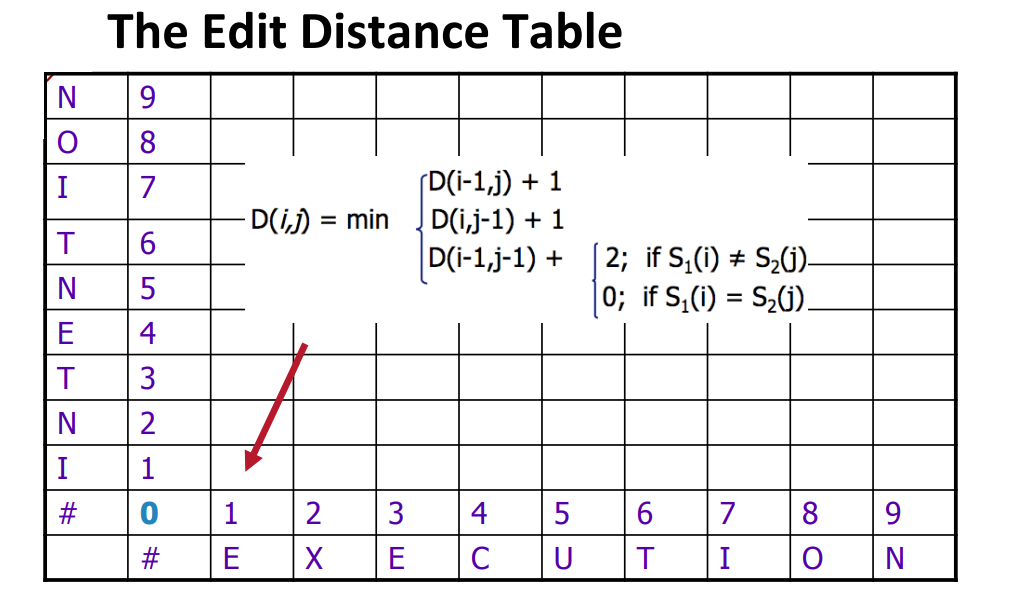 The Edit Distance Table
N 9
O 8
I 7
D(i-1,j) + 1
D(i,j) = min D(i,j-1) + 1
T 6 D(i-1,j-1) + 2; if S₁(i) ≠ S₂(j)
N 5 0; if S₁(i) = S₂(j)
E 4
T 3
N 2
I 1
# 0 1 2 3 4 5 6 7 8 9
# E X E C U T I O N